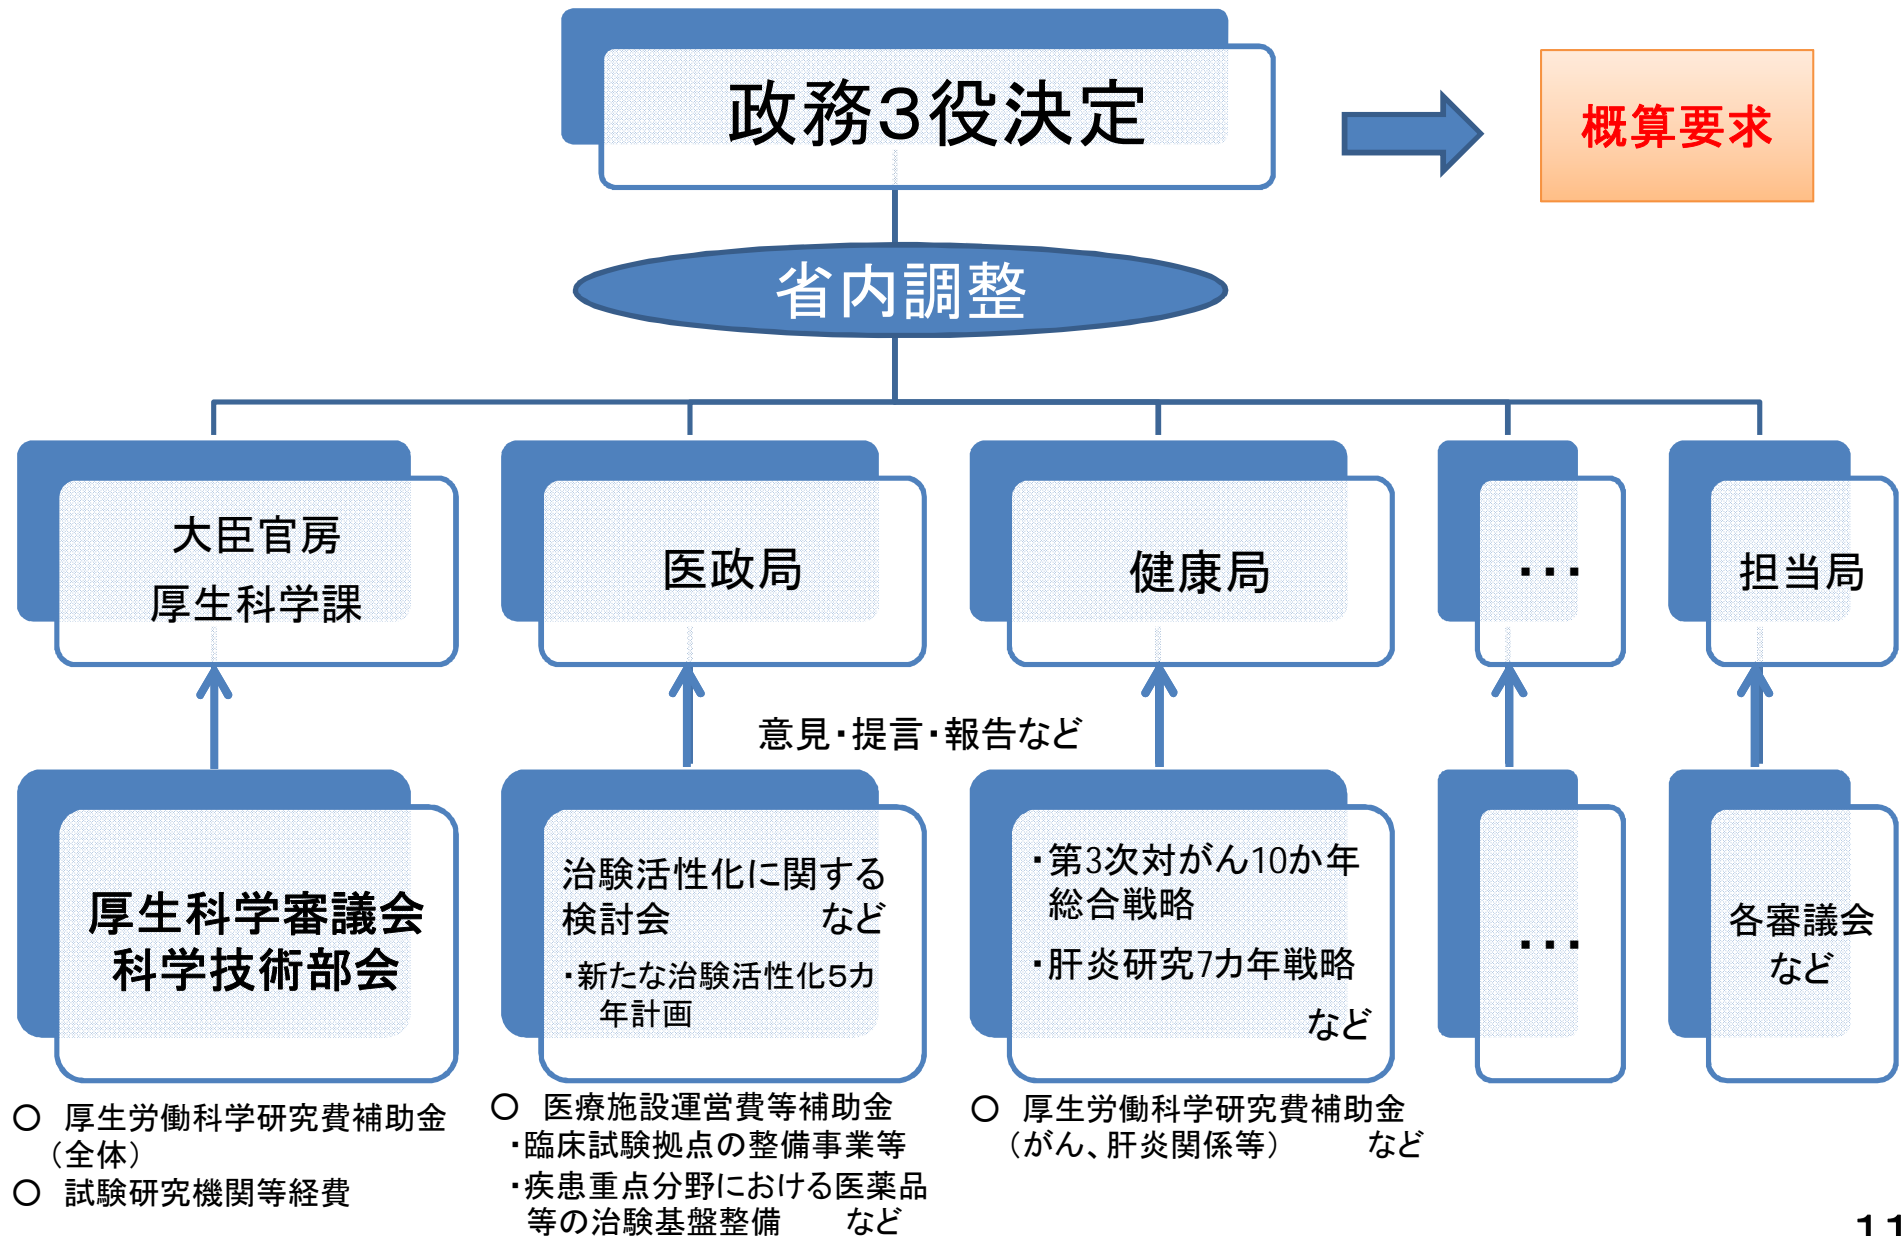 政務3役決定
概算要求
省内調整
大臣官房
厚生科学課
医政局
健康局
・・・
担当局
意見・提言・報告など
厚生科学審議会
科学技術部会
治験活性化に関する
検討会　　　　　など
・新たな治験活性化5カ
年計画
・第3次対がん10か年
総合戦略
・肝炎研究7カ年戦略
など
・・・
各審議会
など
○　厚生労働科学研究費補助金
（全体）
○　試験研究機関等経費
○　医療施設運営費等補助金
・臨床試験拠点の整備事業等
・疾患重点分野における医薬品
等の治験基盤整備　　など
○　厚生労働科学研究費補助金
（がん、肝炎関係等）　　　など
11